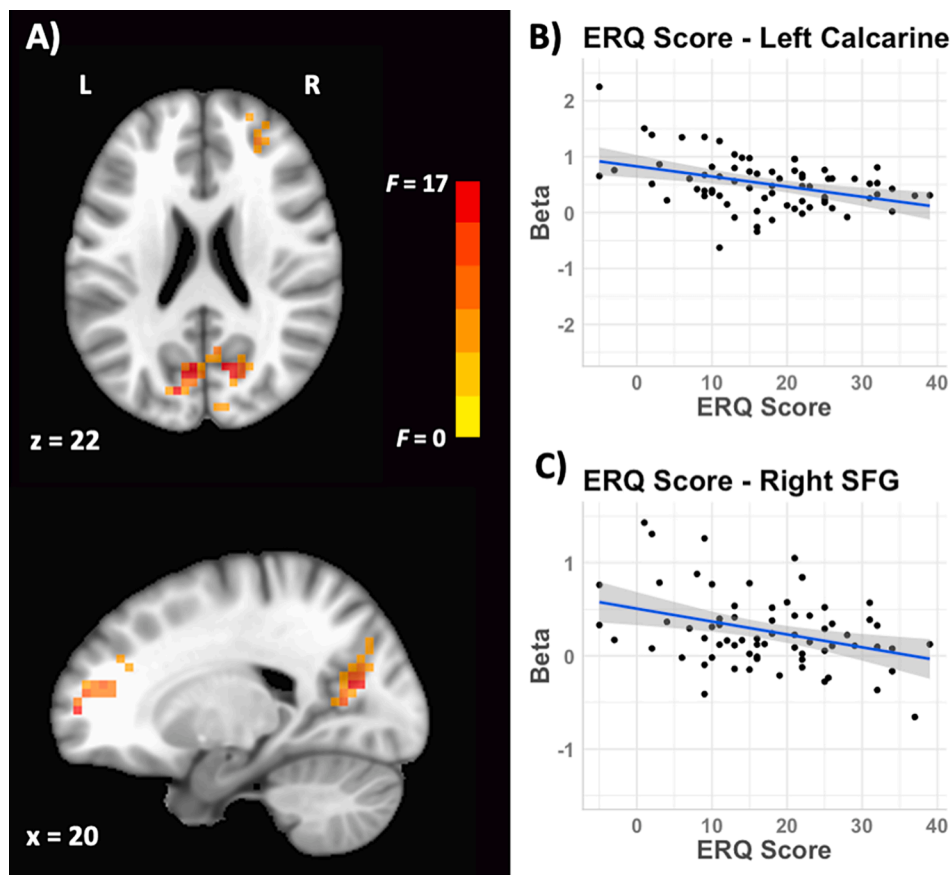 A)
L R
F = 17
F = 0
z = 22
x = 20
B) ERQ Score - Left Calcarine
2
1
0
-1
-2
Beta
0 10 20 30 40
ERQ Score
C) ERQ Score - Right SFG
1
0
-1
Beta
0 10 20 30 40
ERQ Score